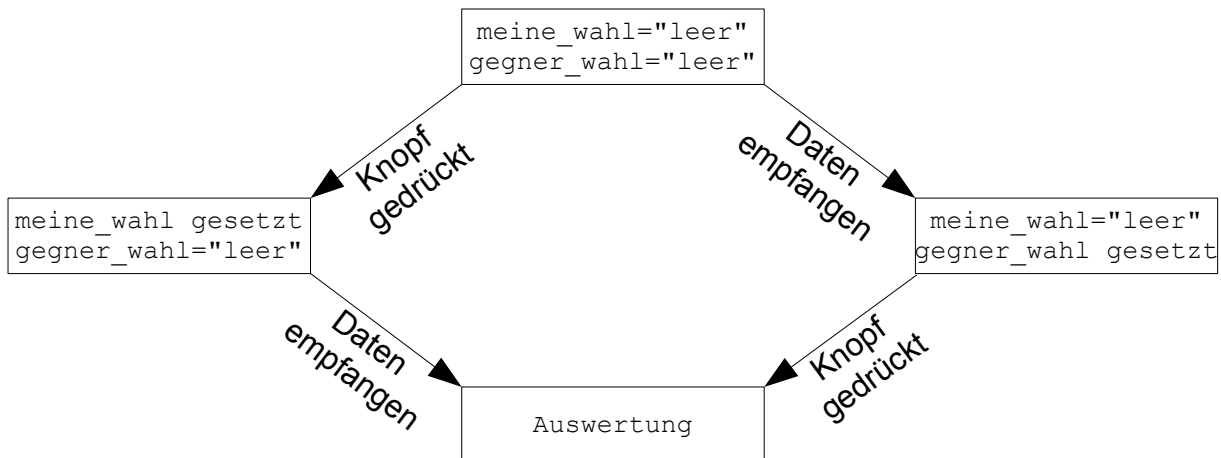 meine_wahl="leer"
gegner_wahl="leer"
Knopf
gedrückt
Daten
empfangen
meine_wahl gesetzt
gegner_wahl="leer"
meine_wahl="leer"
gegner_wahl gesetzt
Daten
empfangen
Knopf
gedrückt
Auswertung